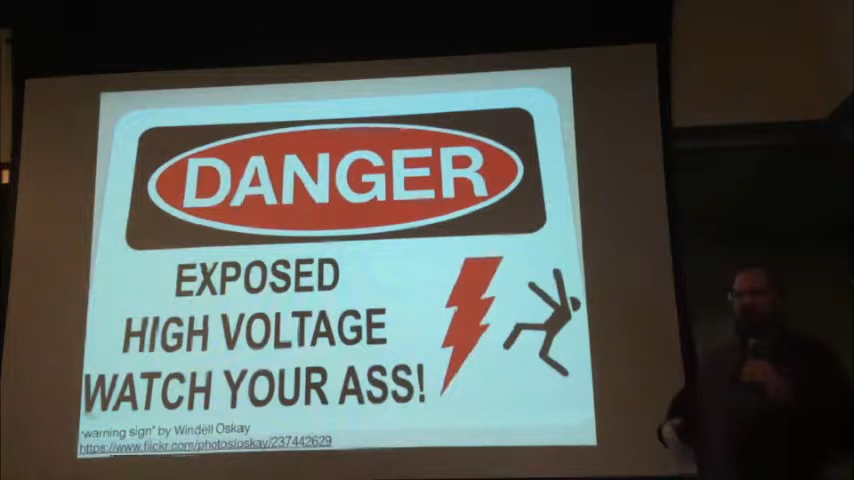 DANGER
EXPOSED
HIGH VOLTAGE
WATCH YOUR ASS!
"warning sign" by Windell Oskay
https://www.flickr.com/photos/oskay/237442629